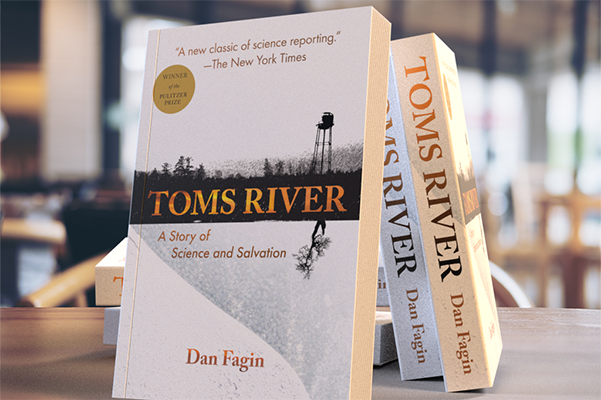 "A new classic of science reporting."
—The New York Times
WINNER
of the
PULITZER
PRIZE
TOMS RIVER
A Story of
Science and Salvation
Dan Fagin
TOMS RIVER
Dan Fagin
TOMS RIVER
Dan Fagin